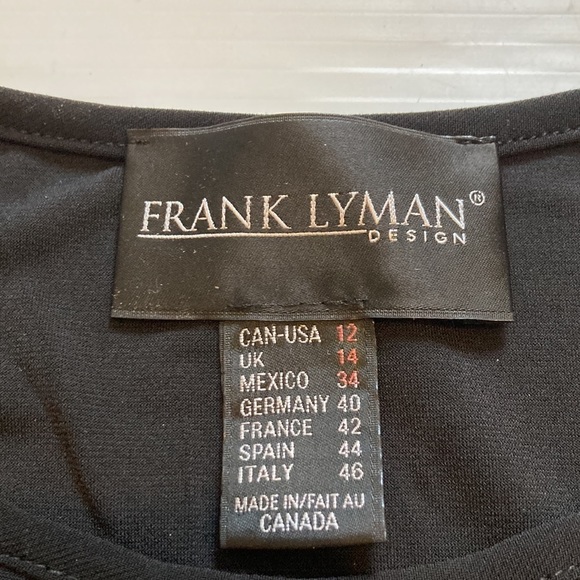 FRANK LYMAN®
DESIGN
CAN-USA 12
UK 14
MEXICO 34
GERMANY 40
FRANCE 42
SPAIN 44
ITALY 46
MADE IN/FAIT AU
CANADA